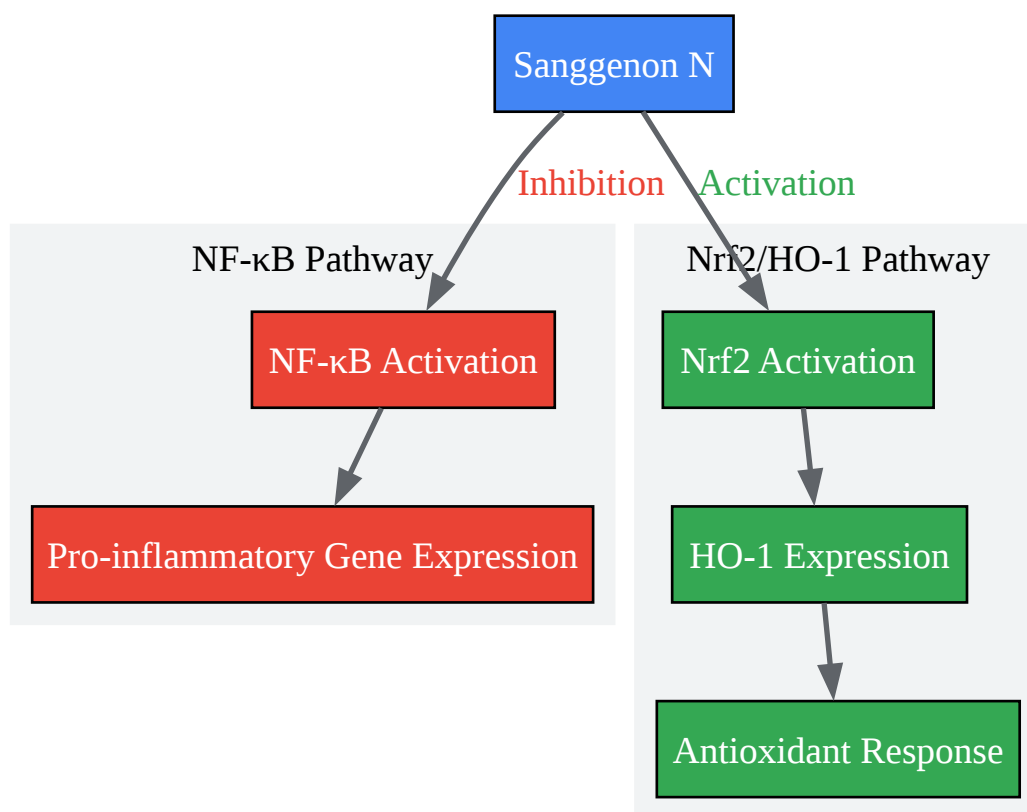 Sanggenon N
Inhibition
Activation
NF-κB Pathway
Nrf2/HO-1 Pathway
NF-κB Activation
Nrf2 Activation
Pro-inflammatory Gene Expression
HO-1 Expression
Antioxidant Response